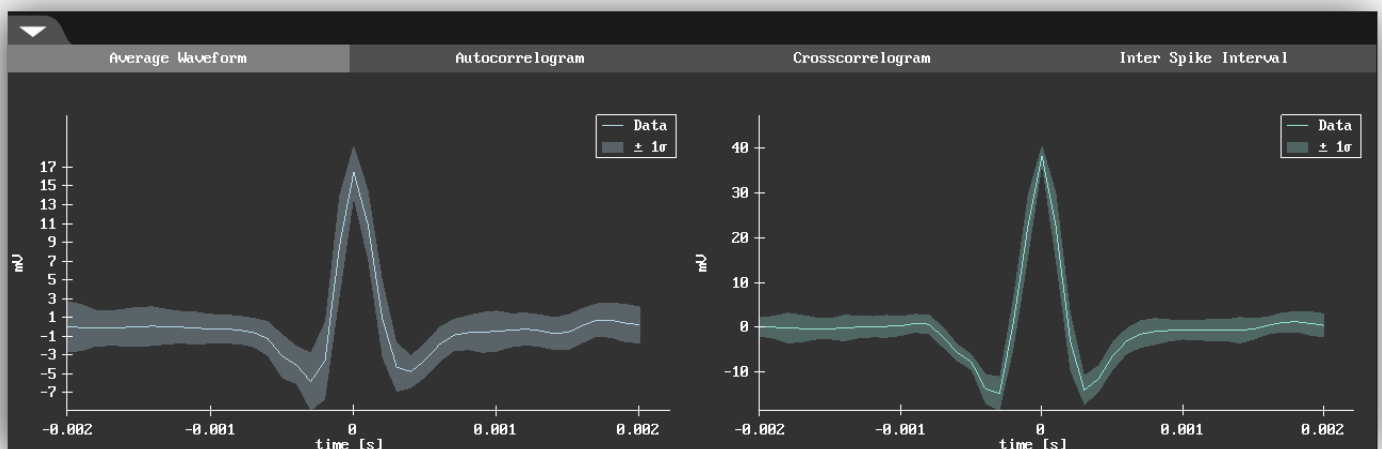 Average Waveform Autocorrelogram Crosscorrelogram Inter Spike Interval
Data
± 1σ
17
15
13
11
9
7
5
3
1
-1
-3
-5
-7
mV
-0.002 -0.001 0 0.001 0.002
time [s]
Data
± 1σ
40
30
20
10
0
-10
mV
-0.002 -0.001 0 0.001 0.002
time [s]